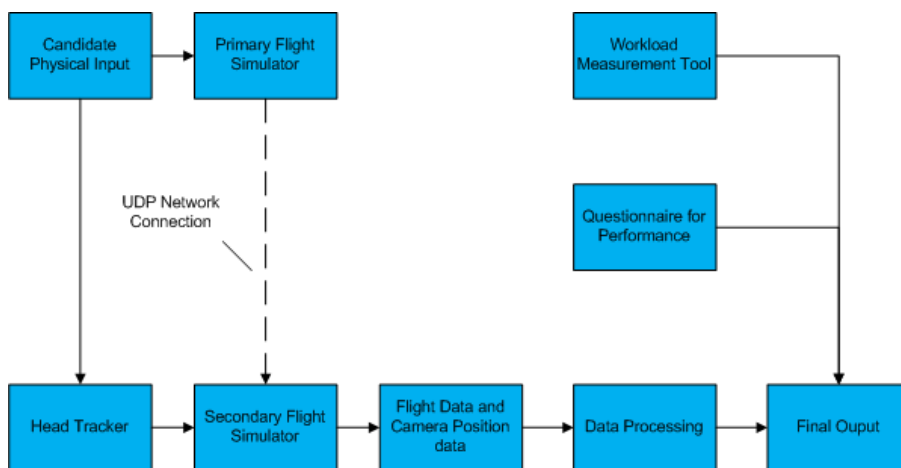 Candidate
Physical Input
Primary Flight
Simulator
Workload
Measurement Tool
UDP Network
Connection
Questionnaire for
Performance
Head Tracker
Secondary Flight
Simulator
Flight Data and
Camera Position
data
Data Processing
Final Ouput